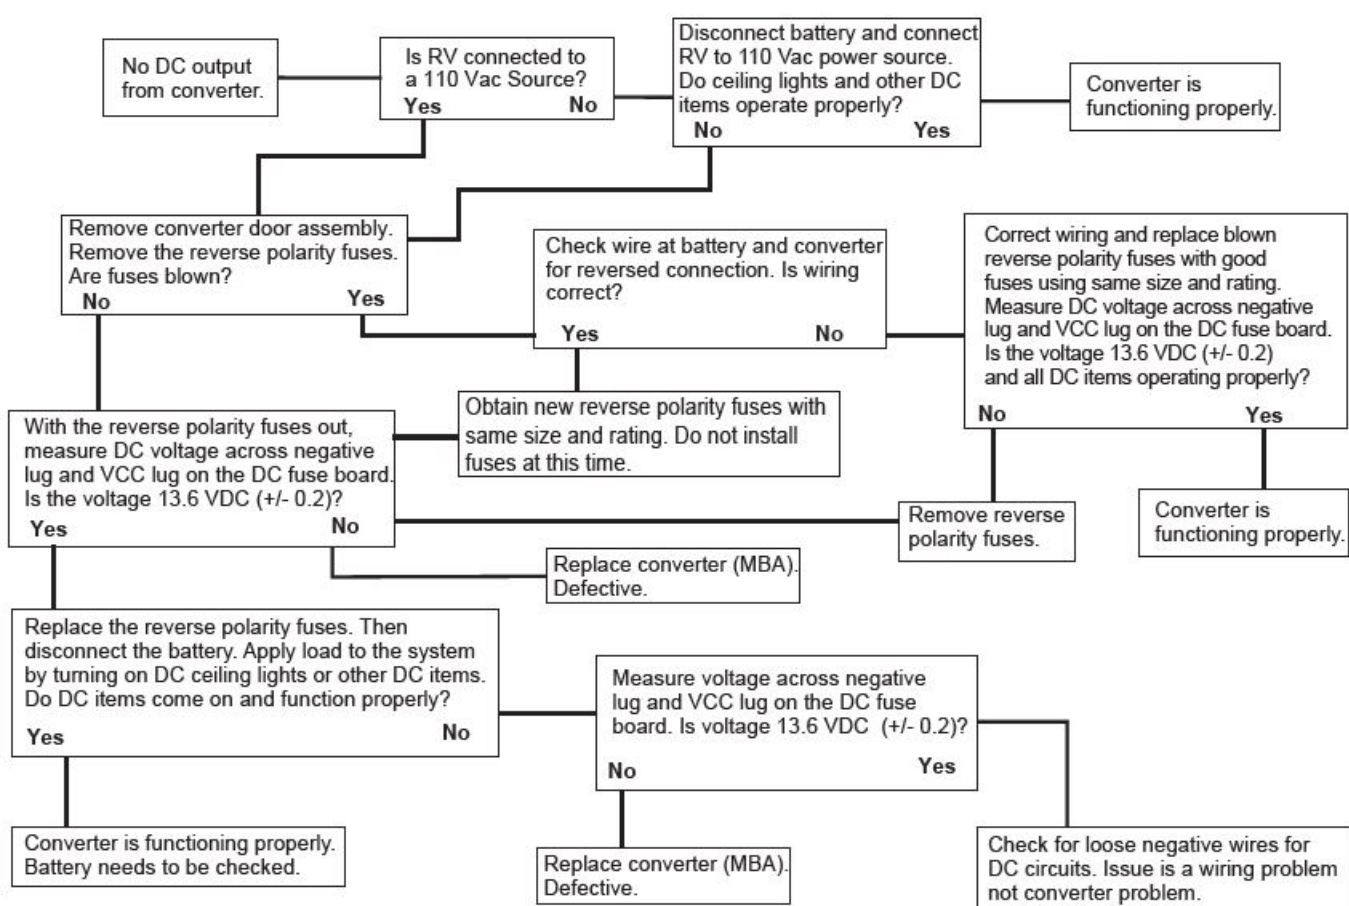 No DC output
from converter.
Is RV connected to
a 110 Vac Source?
Yes No
Disconnect battery and connect
RV to 110 Vac power source.
Do ceiling lights and other DC
items operate properly?
No Yes
Converter is
functioning properly.
Remove converter door assembly.
Remove the reverse polarity fuses.
Are fuses blown?
No Yes
Check wire at battery and converter
for reversed connection. Is wiring
correct?
Yes No
Correct wiring and replace blown
reverse polarity fuses with good
fuses using same size and rating.
Measure DC voltage across negative
lug and VCC lug on the DC fuse board.
Is the voltage 13.6 VDC (+/- 0.2)
and all DC items operating properly?
No Yes
With the reverse polarity fuses out,
measure DC voltage across negative
lug and VCC lug on the DC fuse board.
Is the voltage 13.6 VDC (+/- 0.2)?
Yes No
Obtain new reverse polarity fuses with
same size and rating. Do not install
fuses at this time.
Remove reverse
polarity fuses.
Converter is
functioning properly.
Replace converter (MBA).
Defective.
Replace the reverse polarity fuses. Then
disconnect the battery. Apply load to the system
by turning on DC ceiling lights or other DC items.
Do DC items come on and function properly?
Yes No
Measure voltage across negative
lug and VCC lug on the DC fuse
board. Is voltage 13.6 VDC (+/- 0.2)?
No Yes
Converter is functioning properly.
Battery needs to be checked.
Replace converter (MBA).
Defective.
Check for loose negative wires for
DC circuits. Issue is a wiring problem
not converter problem.